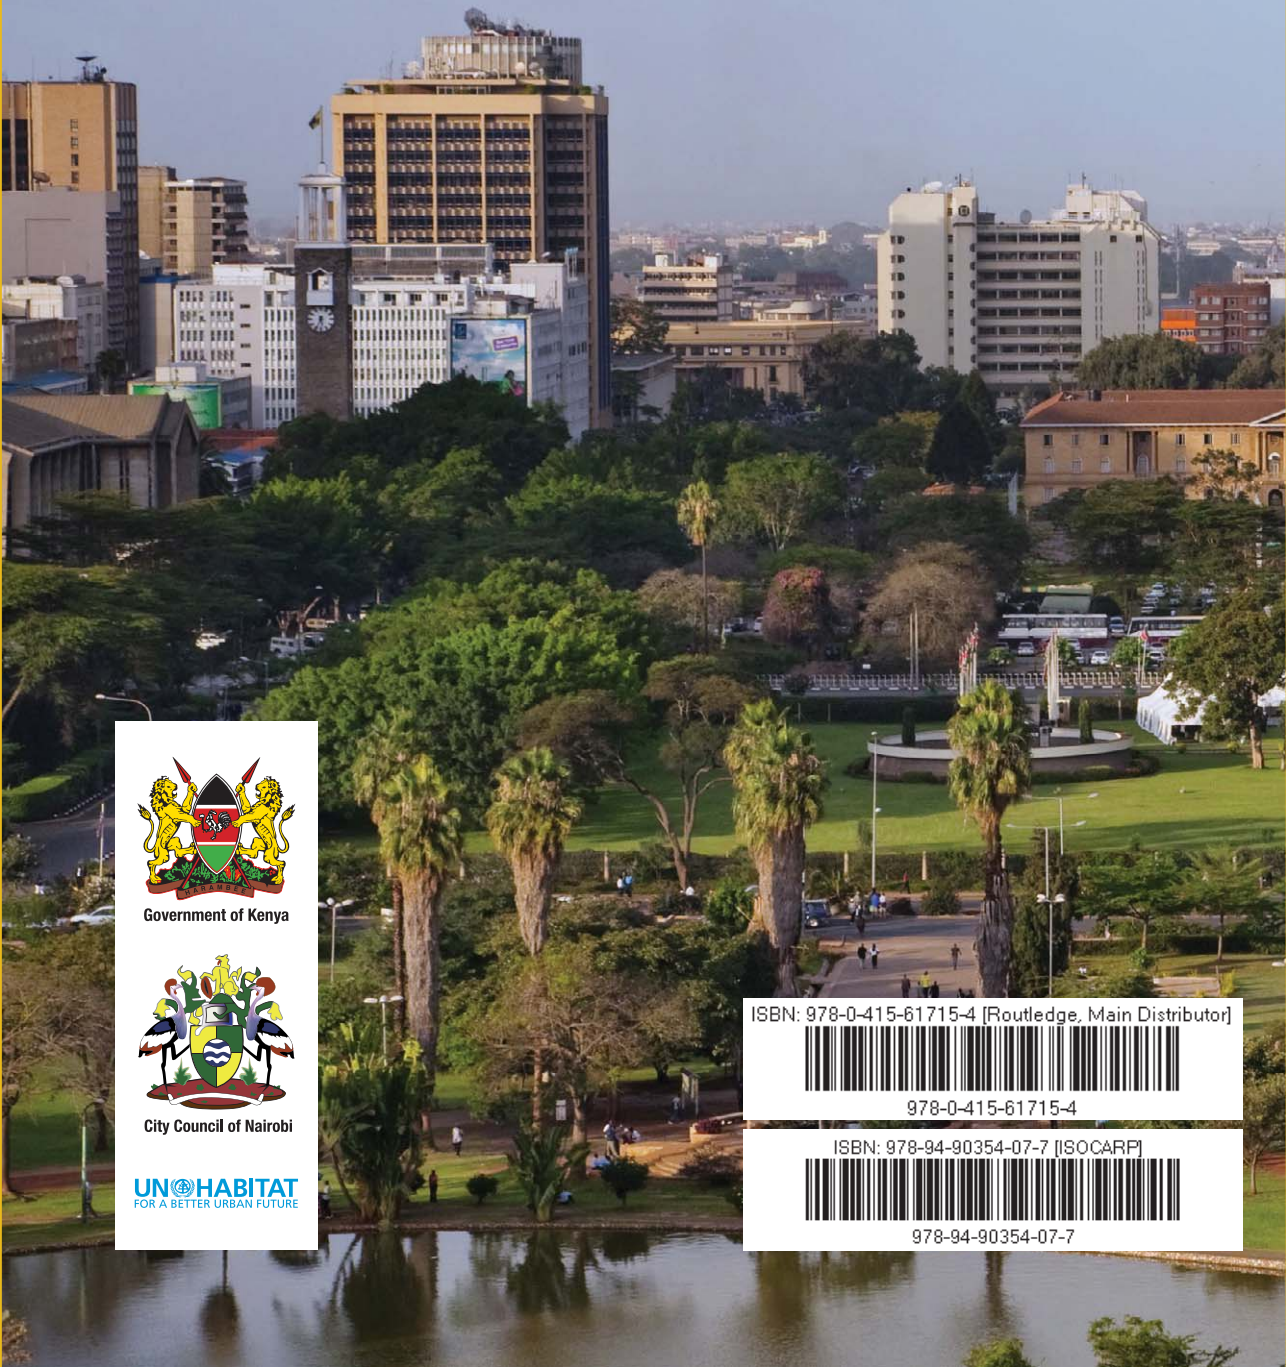 HARAMBEE
Government of Kenya
City Council of Nairobi
UN HABITAT
FOR A BETTER URBAN FUTURE
ISBN: 978-0-415-61715-4 [Routledge, Main Distributor]
978-0-415-61715-4
ISBN: 978-94-90354-07-7 [ISOCARP]
978-94-90354-07-7